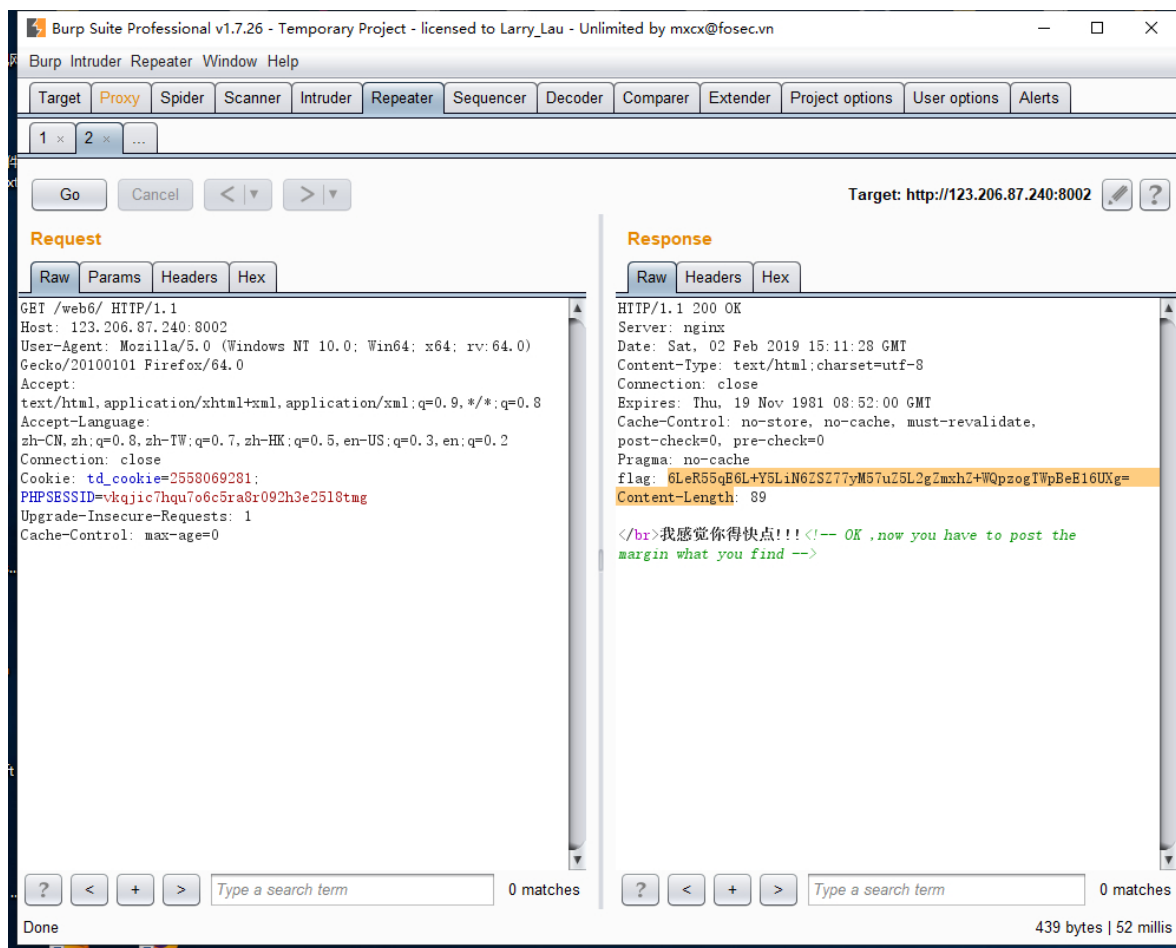 Burp Suite Professional v1.7.26 - Temporary Project - licensed to Larry_Lau - Unlimited by mxcx@fosec.vn
Burp Intruder Repeater Window Help
Target Proxy Spider Scanner Intruder Repeater Sequencer Decoder Comparer Extender Project options User options Alerts
1 × 2 × ...
Go Cancel < > Target: http://123.206.87.240:8002 ?
Request
Raw Params Headers Hex
GET /web6/ HTTP/1.1
Host: 123.206.87.240:8002
User-Agent: Mozilla/5.0 (Windows NT 10.0; Win64; x64; rv:64.0)
Gecko/20100101 Firefox/64.0
Accept:
text/html,application/xhtml+xml,application/xml;q=0.9,*/*;q=0.8
Accept-Language:
zh-CN,zh;q=0.8,zh-TW;q=0.7,zh-HK;q=0.5,en-US;q=0.3,en;q=0.2
Connection: close
Cookie: td_cookie=2558069281;
PHPSESSID=vkqjic7hqu7o6c5ra8r092h3e25l8tmg
Upgrade-Insecure-Requests: 1
Cache-Control: max-age=0
? < + > Type a search term 0 matches
Response
Raw Headers Hex
HTTP/1.1 200 OK
Server: nginx
Date: Sat, 02 Feb 2019 15:11:28 GMT
Content-Type: text/html;charset=utf-8
Connection: close
Expires: Thu, 19 Nov 1981 08:52:00 GMT
Cache-Control: no-store, no-cache, must-revalidate,
post-check=0, pre-check=0
Pragma: no-cache
flag: 6LeR55qE6L+Y5LiN6ZSZ77yM57uZ5L2gZmxhZ+WQpzogTWpBeE16UXg=
Content-Length: 89
</br>我感觉你得快点!!!<!-- OK ,now you have to post the
margin what you find -->
? < + > Type a search term 0 matches
Done 439 bytes | 52 millis